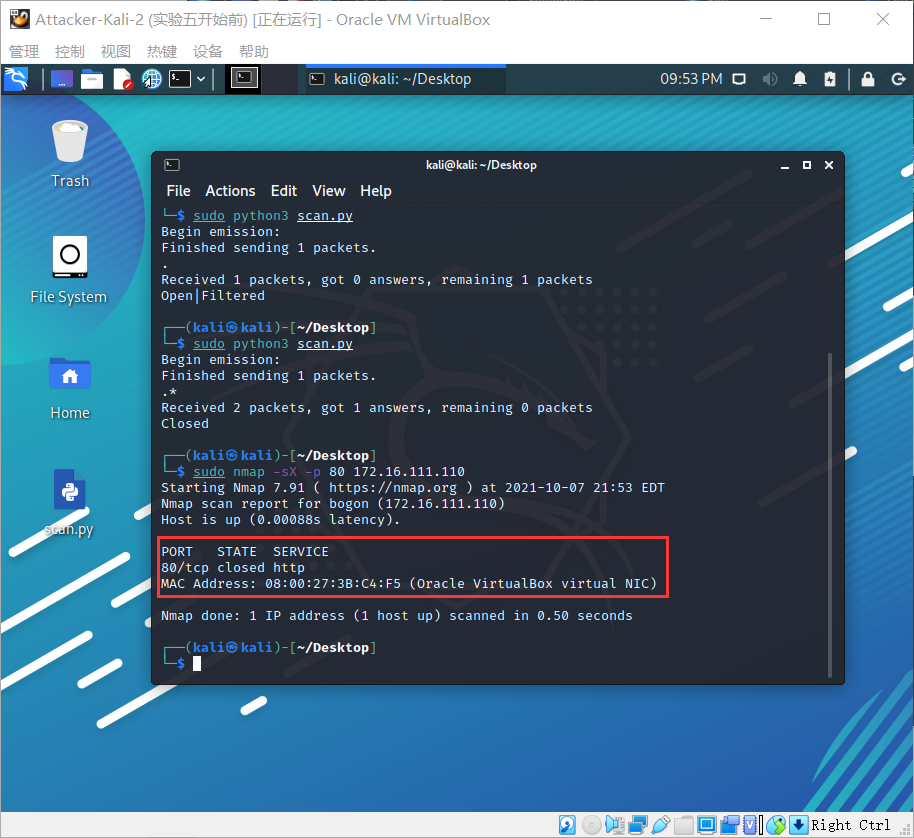 Attacker-Kali-2 (实验五开始前) [正在运行] - Oracle VM VirtualBox
管理 控制 视图 热键 设备 帮助
kali@kali: ~/Desktop 09:53 PM
Trash
File System
Home
scan.py
kali@kali: ~/Desktop
File Actions Edit View Help
└─$ sudo python3 scan.py
Begin emission:
Finished sending 1 packets.
.
Received 1 packets, got 0 answers, remaining 1 packets
Open|Filtered
┌──(kali㉿kali)-[~/Desktop]
└─$ sudo python3 scan.py
Begin emission:
Finished sending 1 packets.
.*
Received 2 packets, got 1 answers, remaining 0 packets
Closed
┌──(kali㉿kali)-[~/Desktop]
└─$ sudo nmap -sX -p 80 172.16.111.110
Starting Nmap 7.91 ( https://nmap.org ) at 2021-10-07 21:53 EDT
Nmap scan report for bogon (172.16.111.110)
Host is up (0.00088s latency).
PORT STATE SERVICE
80/tcp closed http
MAC Address: 08:00:27:3B:C4:F5 (Oracle VirtualBox virtual NIC)
Nmap done: 1 IP address (1 host up) scanned in 0.50 seconds
┌──(kali㉿kali)-[~/Desktop]
└─$
Right Ctrl